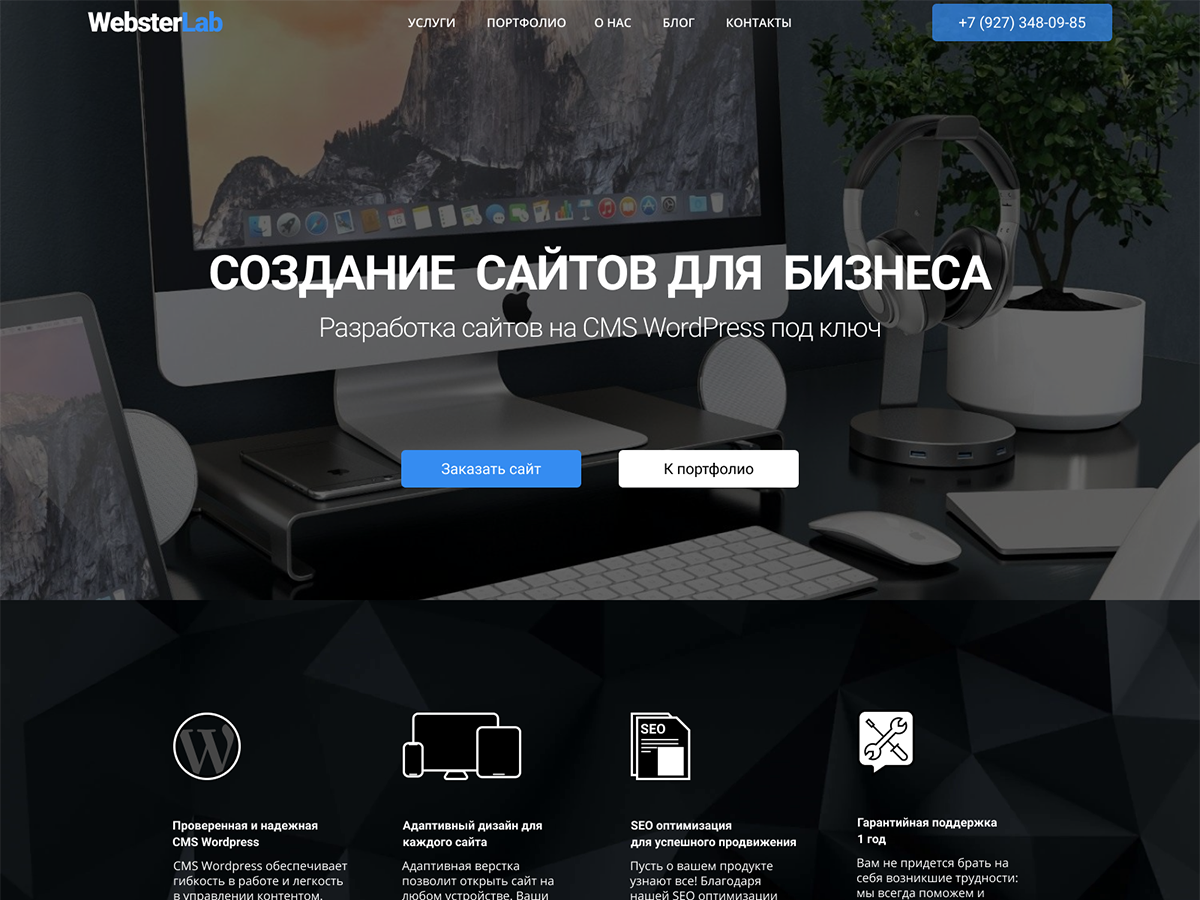 WebsterLab
УСЛУГИ ПОРТФОЛИО О НАС БЛОГ КОНТАКТЫ
+7 (927) 348-09-85
СОЗДАНИЕ САЙТОВ ДЛЯ БИЗНЕСА
Разработка сайтов на CMS WordPress под ключ
Заказать сайт
К портфолио
Проверенная и надежная
CMS Wordpress
CMS Wordpress обеспечивает
гибкость в работе и легкость
в управлении контентом.
Адаптивный дизайн для
каждого сайта
Адаптивная верстка
позволит открыть сайт на
любом устройстве. Ваши
SEO
SEO оптимизация
для успешного продвижения
Пусть о вашем продукте
узнают все! Благодаря
нашей SEO оптимизации
Гарантийная поддержка
1 год
Вам не придется брать на
себя возникшие трудности:
мы всегда поможем и